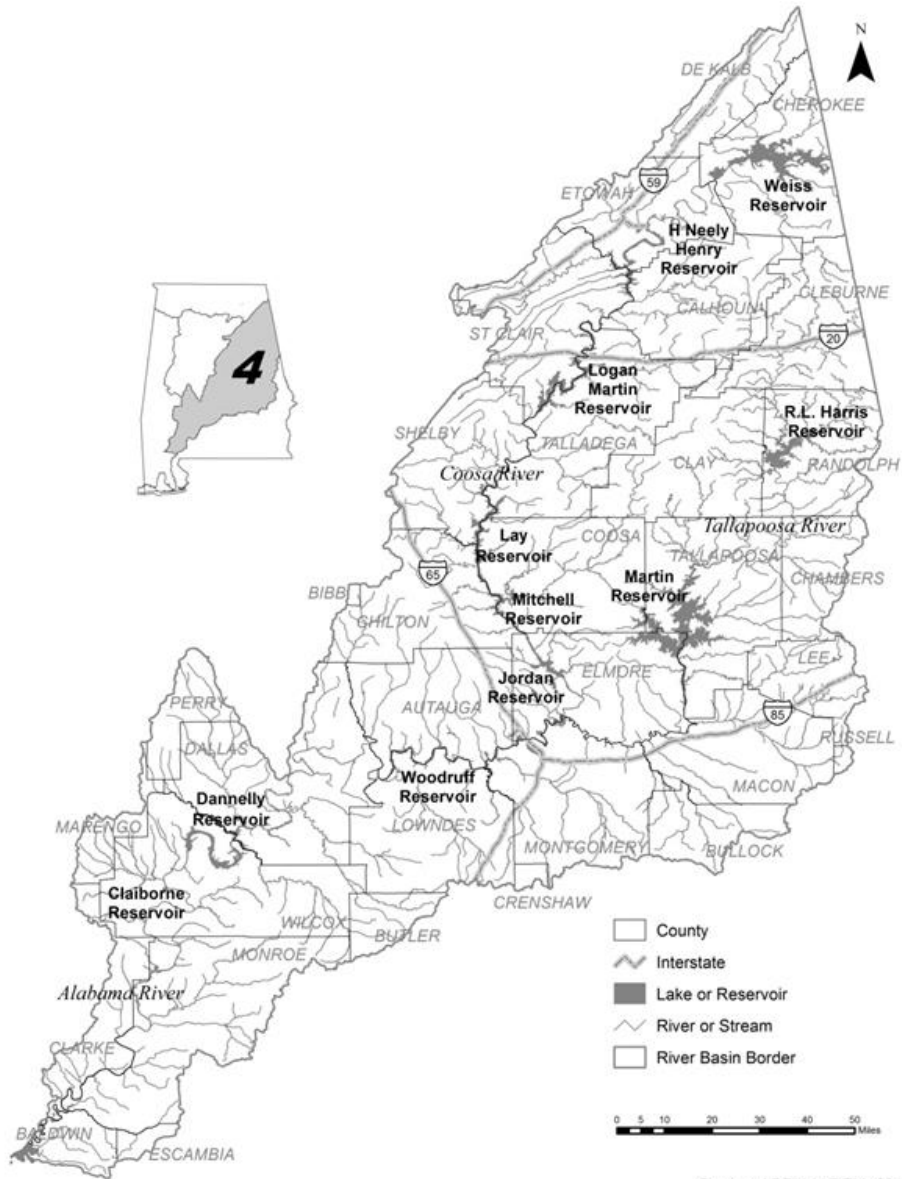 N
DE KALB
CHEROKEE
59
Weiss
Reservoir
ETOWAH
H Neely
Henry
Reservoir
CLEBURNE
CALHOUN
ST CLAIR
20
4
Logan
Martin
Reservoir
R.L. Harris
Reservoir
SHELBY
TALLADEGA
CLAY
RANDOLPH
Coosa River
Tallapoosa River
Lay
Reservoir
COOSA
TALLAPOOSA
65
Martin
Reservoir
CHAMBERS
BIBB
Mitchell
Reservoir
CHILTON
LEE
Jordan
Reservoir
ELMORE
PERRY
AUTAUGA
85
RUSSELL
DALLAS
Woodruff
Reservoir
MACON
Dannelly
Reservoir
MARENGO
LOWNDES
MONTGOMERY
BULLOCK
Claiborne
Reservoir
CRENSHAW
WILCOX
BUTLER
MONROE
County
Interstate
Alabama River
Lake or Reservoir
River or Stream
CLARKE
River Basin Border
0 5 10 20 30 40 50
Miles
BALDWIN
ESCAMBIA